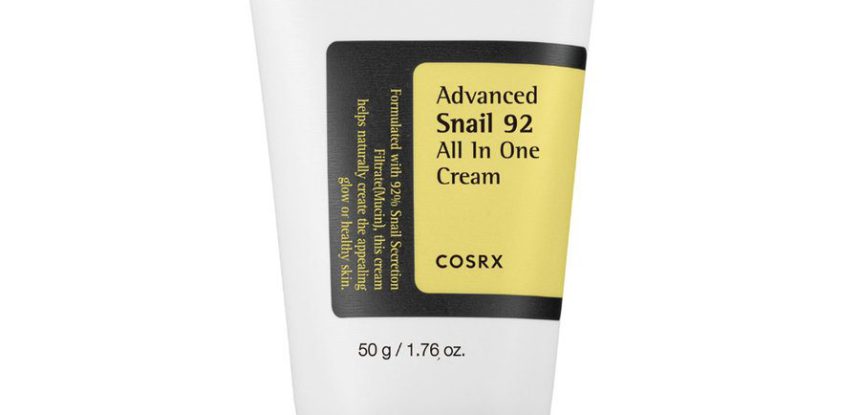 Formulated with 92% Snail Secretion
Filtrate(Mucin), this cream
helps naturally create the appealing
glow or healthy skin.
Advanced
Snail 92
All In One
Cream
COSRX
50 g / 1.76 oz.